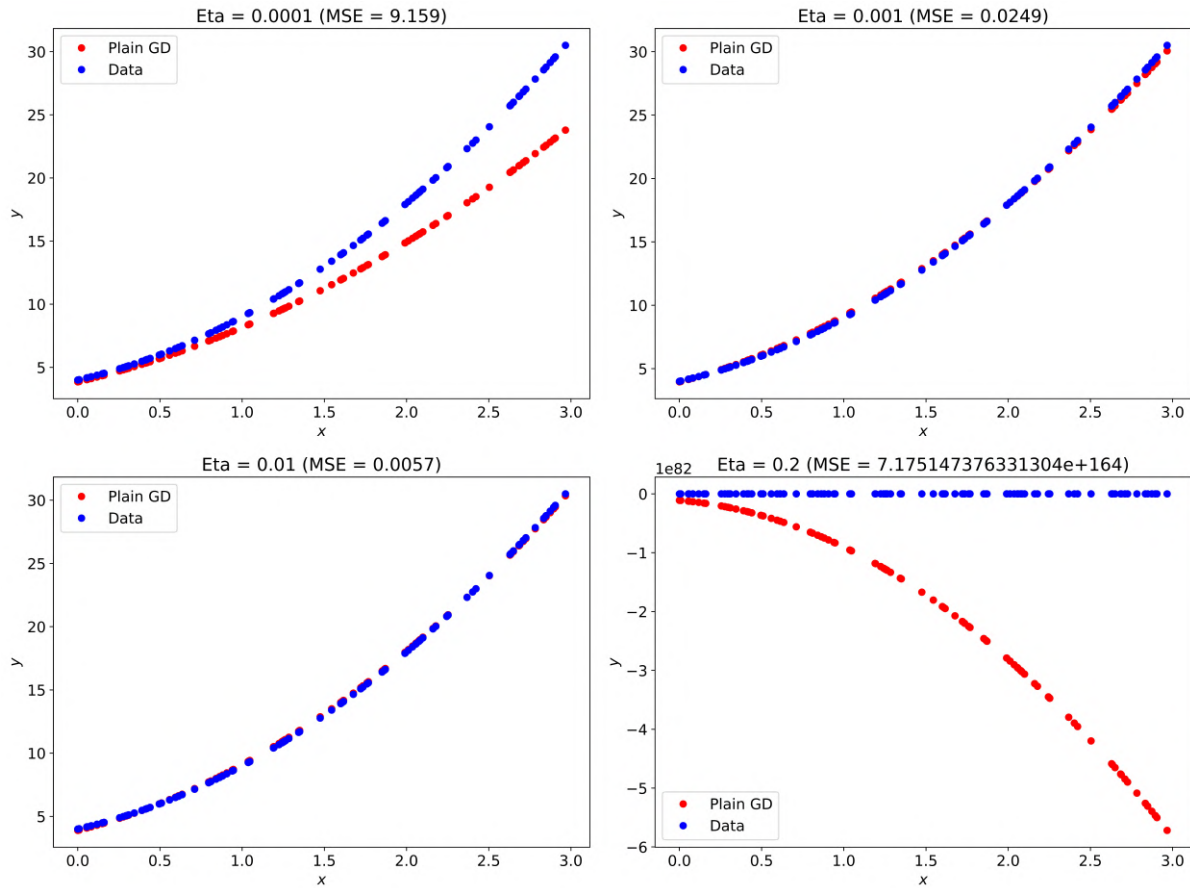 Eta = 0.0001 (MSE = 9.159)
Plain GD
Data
30
25
20
15
10
5
y
0.0 0.5 1.0 1.5 2.0 2.5 3.0
x
Eta = 0.001 (MSE = 0.0249)
Plain GD
Data
30
25
20
15
10
5
y
0.0 0.5 1.0 1.5 2.0 2.5 3.0
x
Eta = 0.01 (MSE = 0.0057)
Plain GD
Data
30
25
20
15
10
5
y
0.0 0.5 1.0 1.5 2.0 2.5 3.0
x
1e82 Eta = 0.2 (MSE = 7.175147376331304e+164)
0
−1
−2
−3
−4
−5
−6
y
Plain GD
Data
0.0 0.5 1.0 1.5 2.0 2.5 3.0
x